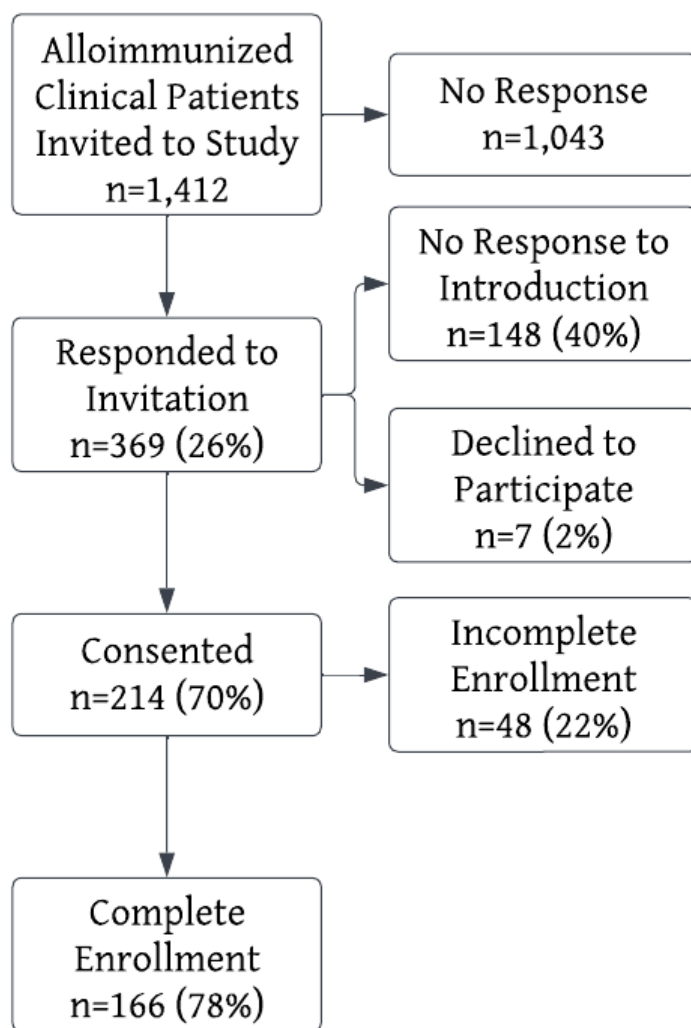 Alloimmunized
Clinical Patients
Invited to Study
n=1,412
No Response
n=1,043
No Response to
Introduction
n=148 (40%)
Responded to
Invitation
n=369 (26%)
Declined to
Participate
n=7 (2%)
Consented
n=214 (70%)
Incomplete
Enrollment
n=48 (22%)
Complete
Enrollment
n=166 (78%)